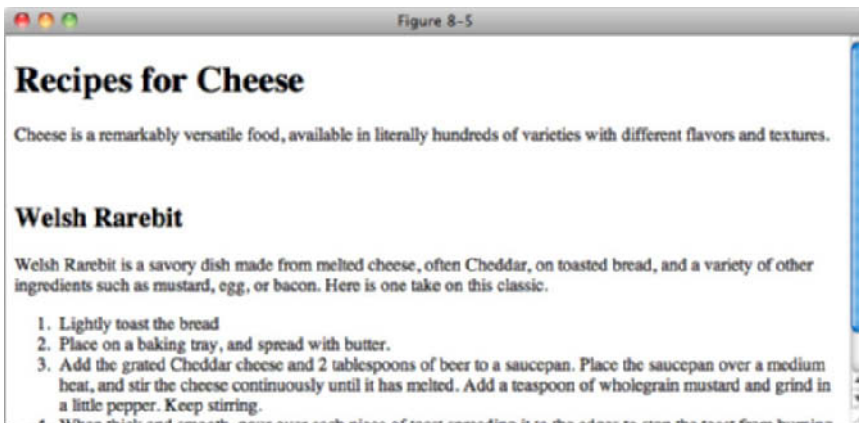 Figure 8-5
Recipes for Cheese
Cheese is a remarkably versatile food, available in literally hundreds of varieties with different flavors and textures.
Welsh Rarebit
Welsh Rarebit is a savory dish made from melted cheese, often Cheddar, on toasted bread, and a variety of other
ingredients such as mustard, egg, or bacon. Here is one take on this classic.
1. Lightly toast the bread
2. Place on a baking tray, and spread with butter.
3. Add the grated Cheddar cheese and 2 tablespoons of beer to a saucepan. Place the saucepan over a medium
heat, and stir the cheese continuously until it has melted. Add a teaspoon of wholegrain mustard and grind in
a little pepper. Keep stirring.